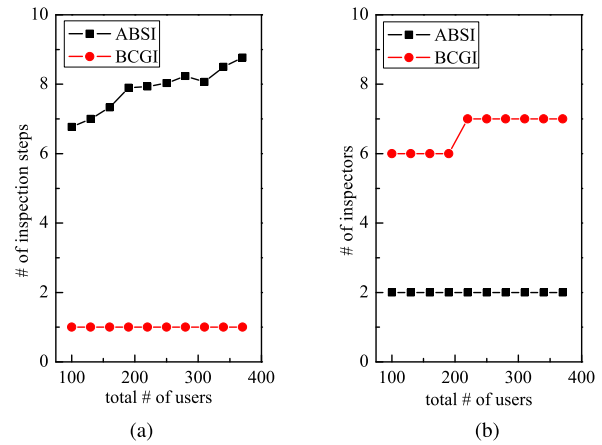 ABSI
BCGI
# of inspection steps
10
8
6
4
2
0
100
200
300
400
total # of users
(a)
ABSI
BCGI
# of inspectors
10
8
6
4
2
0
100
200
300
400
total # of users
(b)